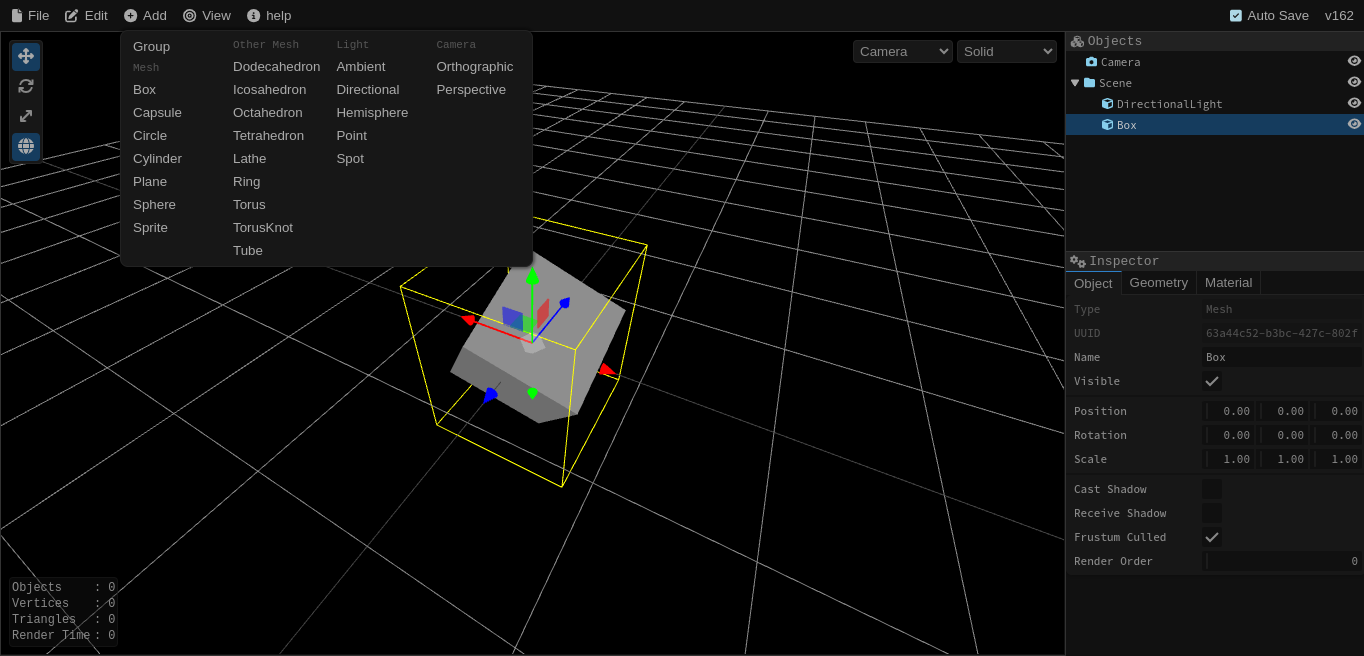 File Edit Add View help Auto Save v162
Group
Mesh
Box
Capsule
Circle
Cylinder
Plane
Sphere
Sprite
Other Mesh
Dodecahedron
Icosahedron
Octahedron
Tetrahedron
Lathe
Ring
Torus
TorusKnot
Tube
Light
Ambient
Directional
Hemisphere
Point
Spot
Camera
Orthographic
Perspective
Camera Solid
Objects : 0
Vertices : 0
Triangles : 0
Render Time : 0
Objects
Camera
Scene
DirectionalLight
Box
Inspector
Object Geometry Material
Type Mesh
UUID 63a44c52-b3bc-427c-802f
Name Box
Visible
Position 0.00 0.00 0.00
Rotation 0.00 0.00 0.00
Scale 1.00 1.00 1.00
Cast Shadow
Receive Shadow
Frustum Culled
Render Order 0